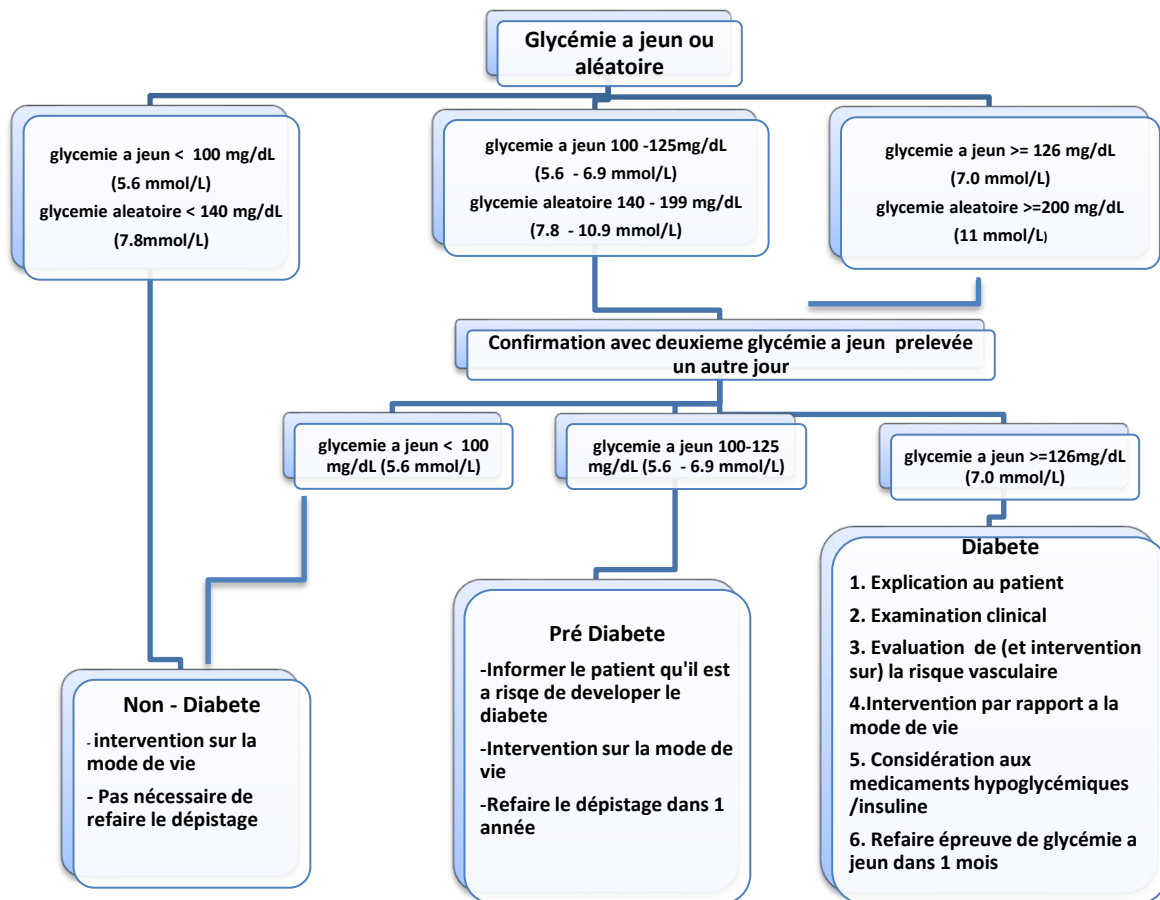 Glycémie a jeun ou
aléatoire
glycemie a jeun < 100 mg/dL
(5.6 mmol/L)
glycemie aleatoire < 140 mg/dL
(7.8mmol/L)
glycemie a jeun 100 -125mg/dL
(5.6 - 6.9 mmol/L)
glycemie aleatoire 140 - 199 mg/dL
(7.8 - 10.9 mmol/L)
glycemie a jeun >= 126 mg/dL
(7.0 mmol/L)
glycemie aleatoire >=200 mg/dL
(11 mmol/L)
Confirmation avec deuxieme glycémie a jeun prelevée
un autre jour
glycemie a jeun < 100
mg/dL (5.6 mmol/L)
glycemie a jeun 100-125
mg/dL (5.6 - 6.9 mmol/L)
glycemie a jeun >=126mg/dL
(7.0 mmol/L)
Non - Diabete
- intervention sur la
mode de vie
- Pas nécessaire de
refaire le dépistage
Pré Diabete
-Informer le patient qu'il est
a risqe de developer le
diabete
-Intervention sur la mode de
vie
-Refaire le dépistage dans 1
année
Diabete
1. Explication au patient
2. Examination clinical
3. Evaluation de (et intervention
sur) la risque vasculaire
4.Intervention par rapport a la
mode de vie
5. Considération aux
medicaments hypoglycémiques
/insuline
6. Refaire épreuve de glycémie a
jeun dans 1 mois